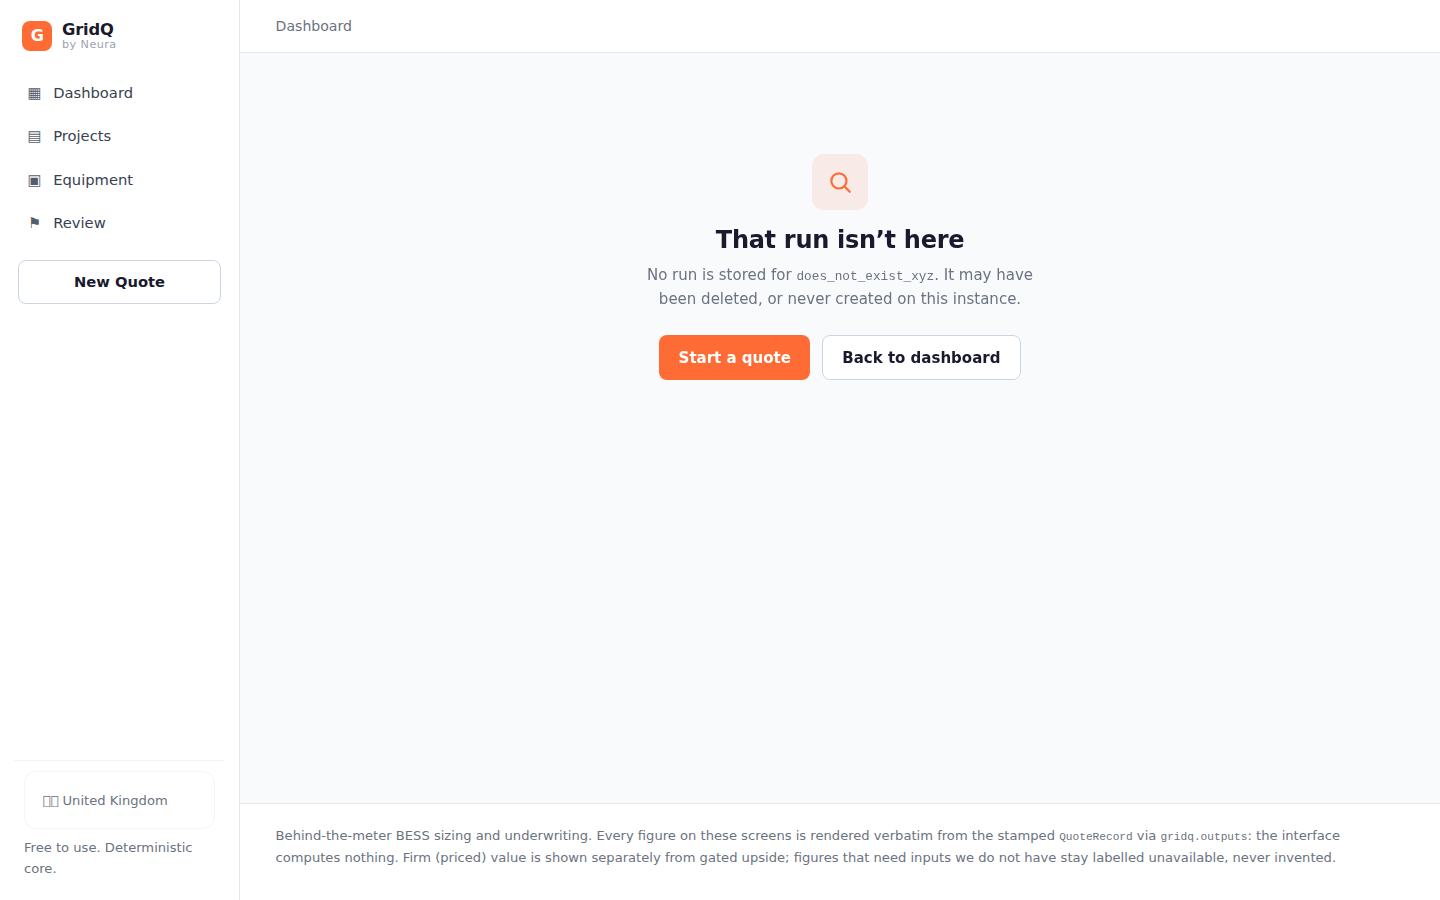 G
GridQ
by Neura
Dashboard
Projects
Equipment
Review
New Quote
United Kingdom
Free to use. Deterministic
core.
Dashboard
That run isn’t here
No run is stored for does_not_exist_xyz. It may have
been deleted, or never created on this instance.
Start a quote
Back to dashboard
Behind-the-meter BESS sizing and underwriting. Every figure on these screens is rendered verbatim from the stamped QuoteRecord via gridq.outputs: the interface
computes nothing. Firm (priced) value is shown separately from gated upside; figures that need inputs we do not have stay labelled unavailable, never invented.